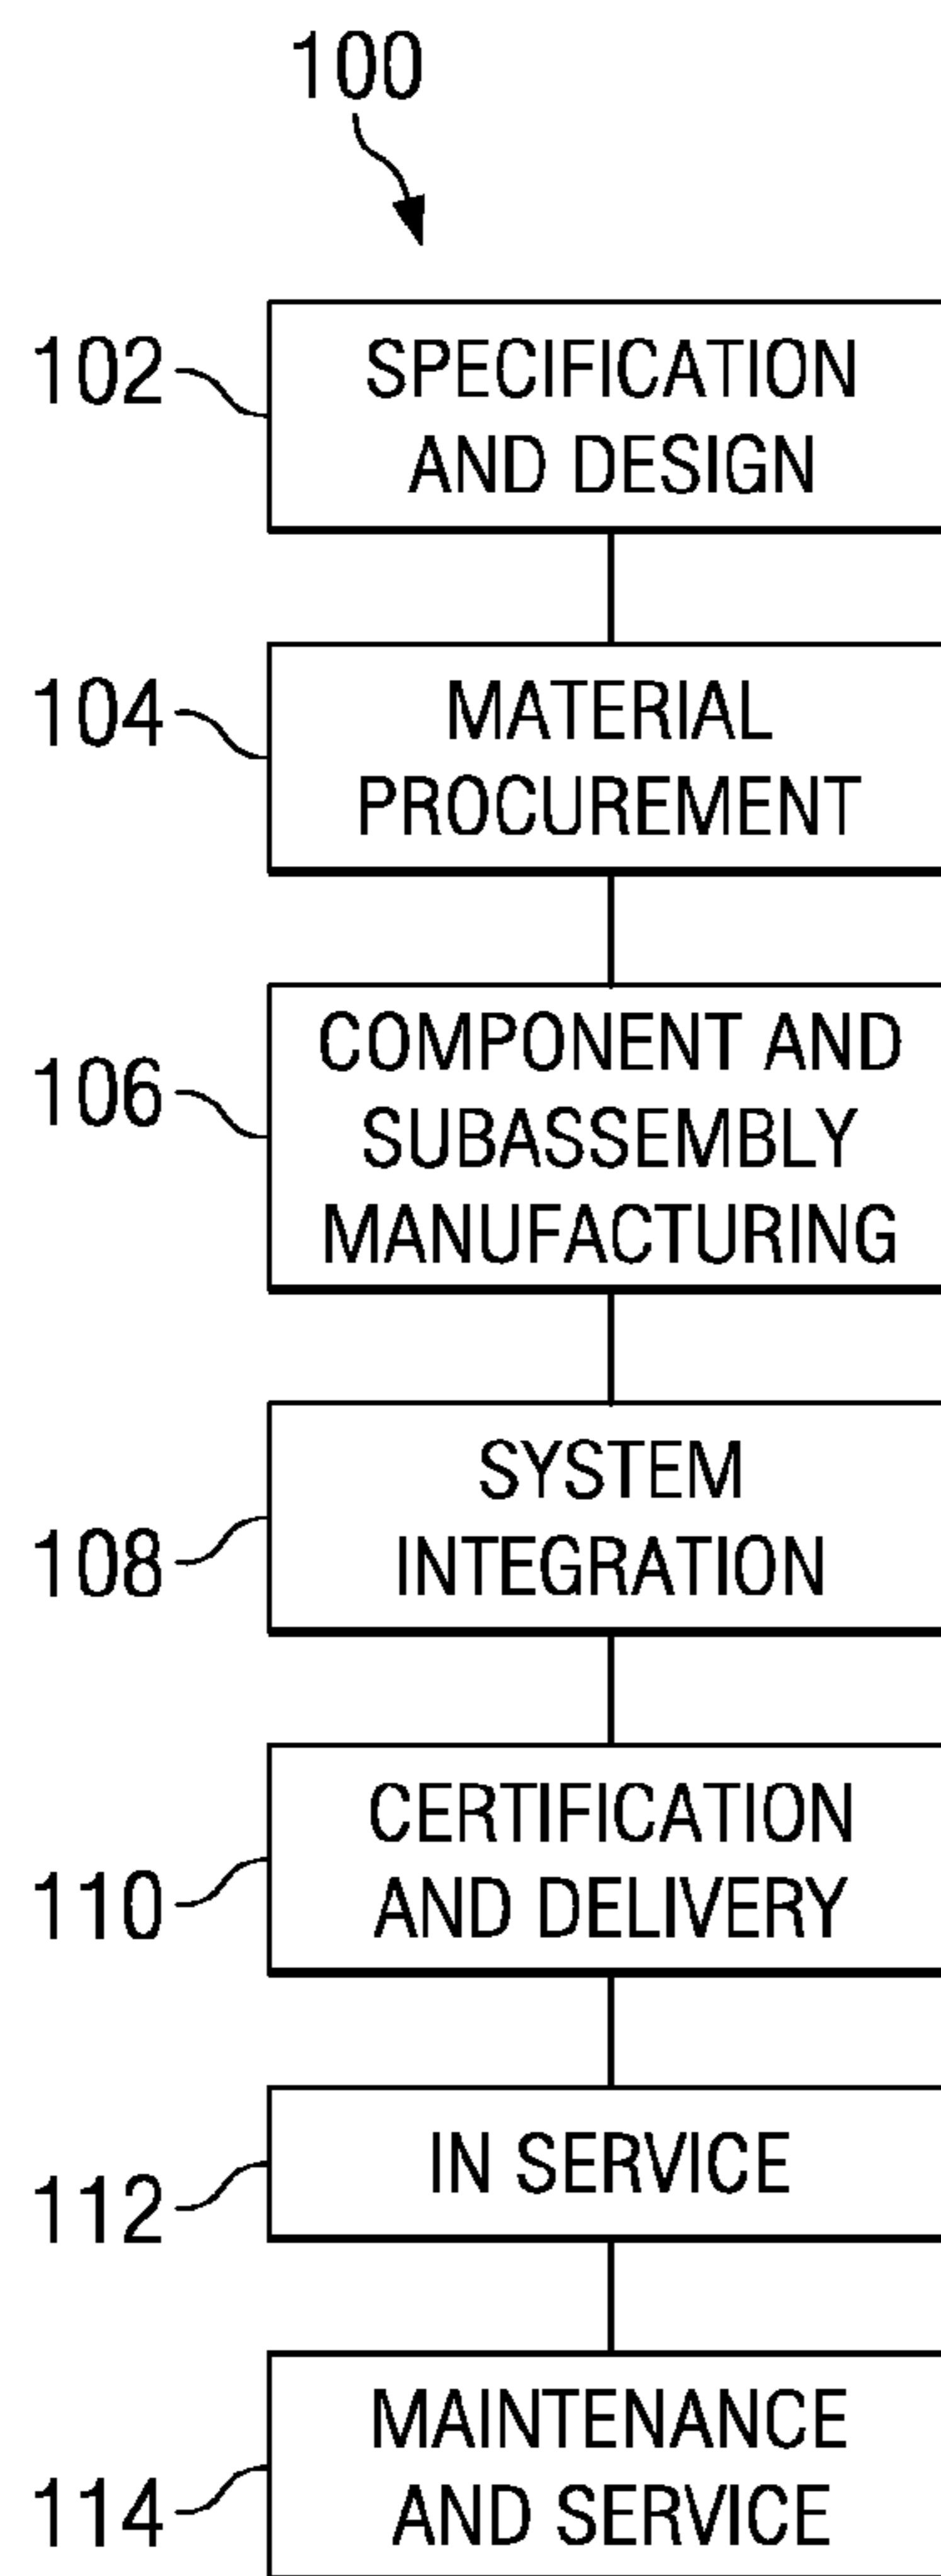 100
102
SPECIFICATION
AND DESIGN
104
MATERIAL
PROCUREMENT
106
COMPONENT AND
SUBASSEMBLY
MANUFACTURING
108
SYSTEM
INTEGRATION
110
CERTIFICATION
AND DELIVERY
112
IN SERVICE
114
MAINTENANCE
AND SERVICE